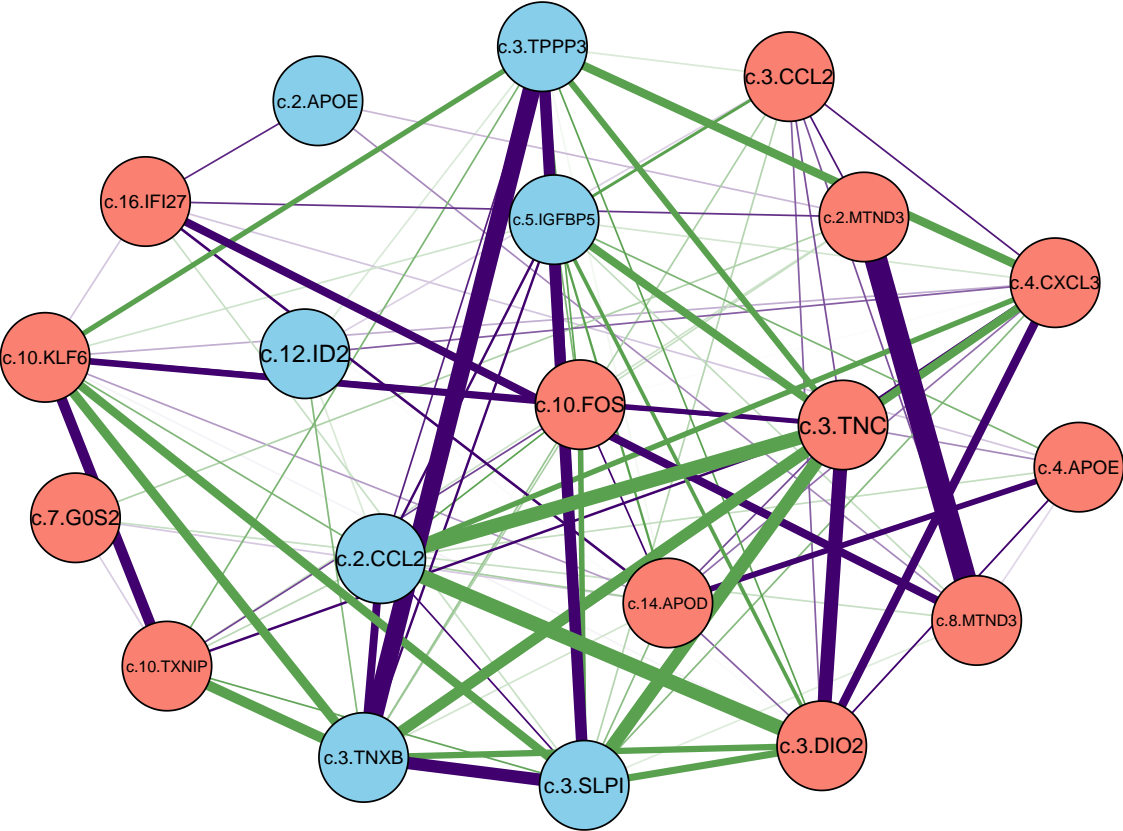 c.3.TPPP3
c.3.CCL2
c.2.APOE
c.16.IFI27
c.5.IGFBP5
c.2.MTND3
c.4.CXCL3
c.12.ID2
c.10.KLF6
c.10.FOS
c.3.TNC
c.4.APOE
c.7.G0S2
c.2.CCL2
c.14.APOD
c.8.MTND3
c.10.TXNIP
c.3.DIO2
c.3.TNXB
c.3.SLPI